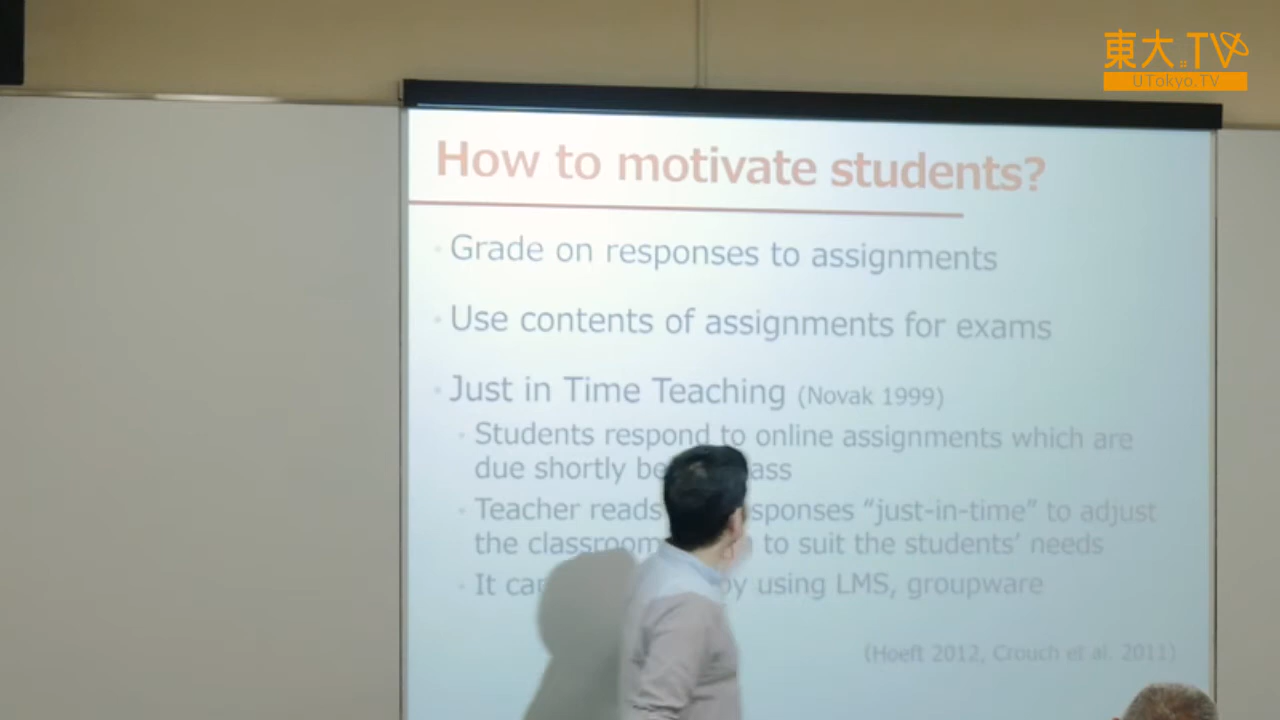 東大.TV
UTokyo.TV
How to motivate students?
Grade on responses to assignments
Use contents of assignments for exams
Just in Time Teaching (Novak 1999)
Students respond to online assignments which are
due shortly
Teacher reads "just-in-time" to adjust
the to suit the students' needs
It by using LMS, groupware
(Hoeft 2012, Crouch et al. 2011)